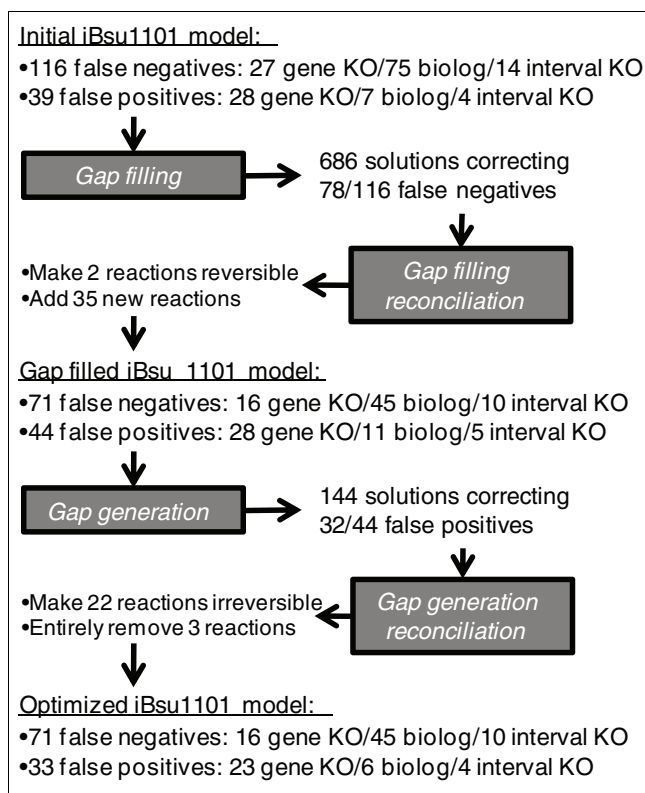 Initial iBsu1101 model:
•116 false negatives: 27 gene KO/75 biolog/14 interval KO
•39 false positives: 28 gene KO/7 biolog/4 interval KO
Gap filling
686 solutions correcting
78/116 false negatives
•Make 2 reactions reversible
•Add 35 new reactions
Gap filling
reconciliation
Gap filled iBsu 1101 model:
•71 false negatives: 16 gene KO/45 biolog/10 interval KO
•44 false positives: 28 gene KO/11 biolog/5 interval KO
Gap generation
144 solutions correcting
32/44 false positives
•Make 22 reactions irreversible
•Entirely remove 3 reactions
Gap generation
reconciliation
Optimized iBsu1101 model:
•71 false negatives: 16 gene KO/45 biolog/10 interval KO
•33 false positives: 23 gene KO/6 biolog/4 interval KO